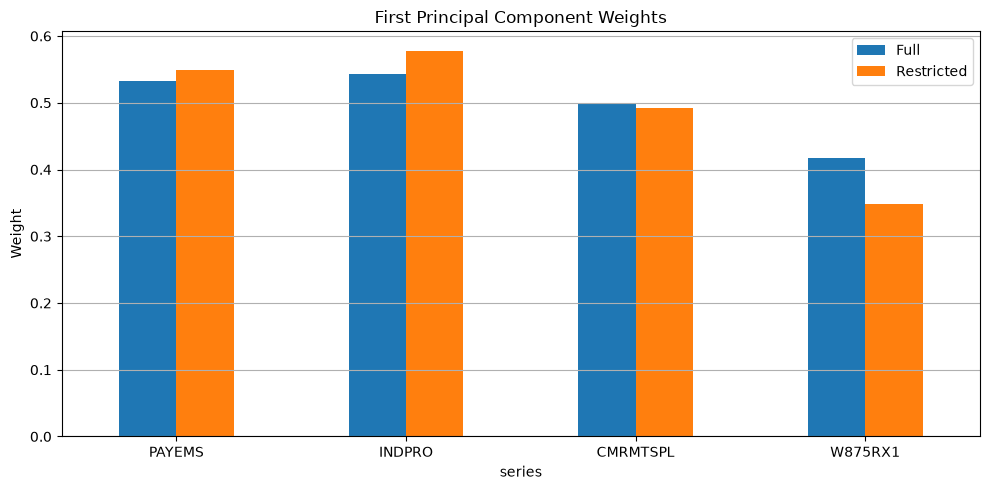 First Principal Component Weights
Full
Restricted
Weight
0.6
0.5
0.4
0.3
0.2
0.1
0.0
PAYEMS
INDPRO
CMRMTSPL
W875RX1
series